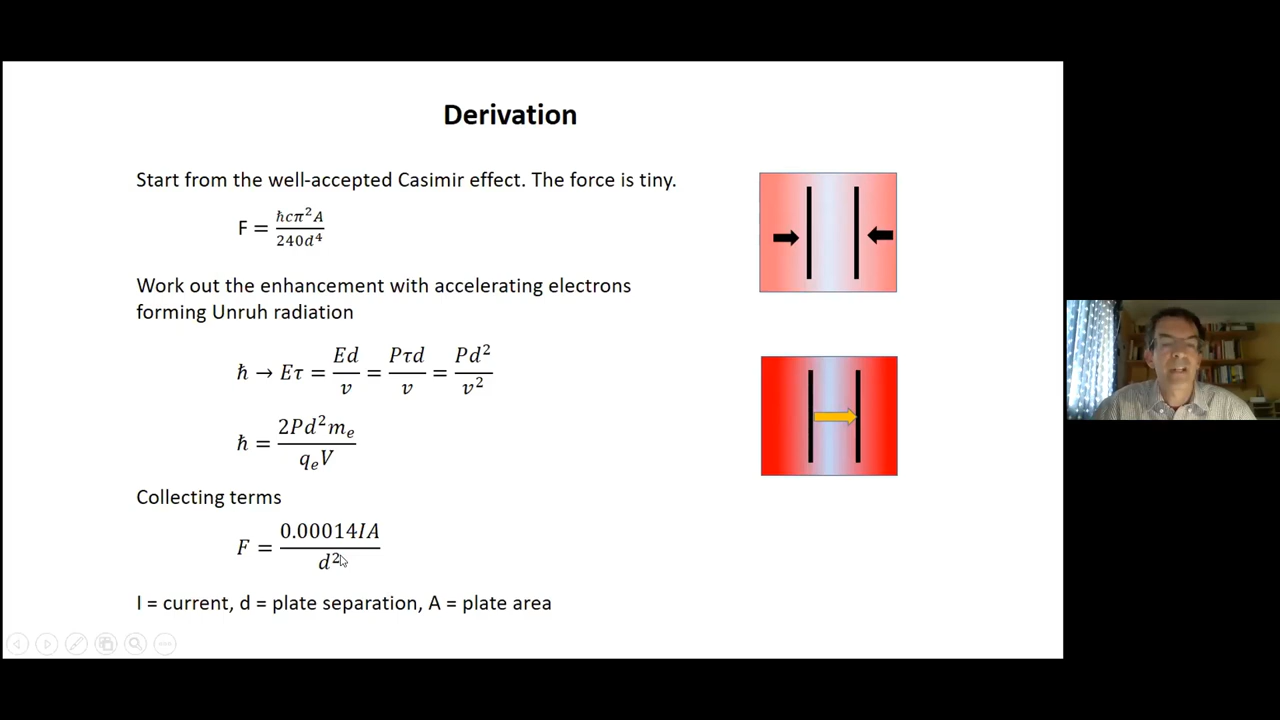 Derivation
Start from the well-accepted Casimir effect. The force is tiny.
F = ℏcπ²A / 240d⁴
Work out the enhancement with accelerating electrons
forming Unruh radiation
ℏ → Eτ = Ed/v = Pτd/v = Pd²/v²
ℏ = 2Pd²mₑ / qₑV
Collecting terms
F = 0.00014IA / d²
I = current, d = plate separation, A = plate area